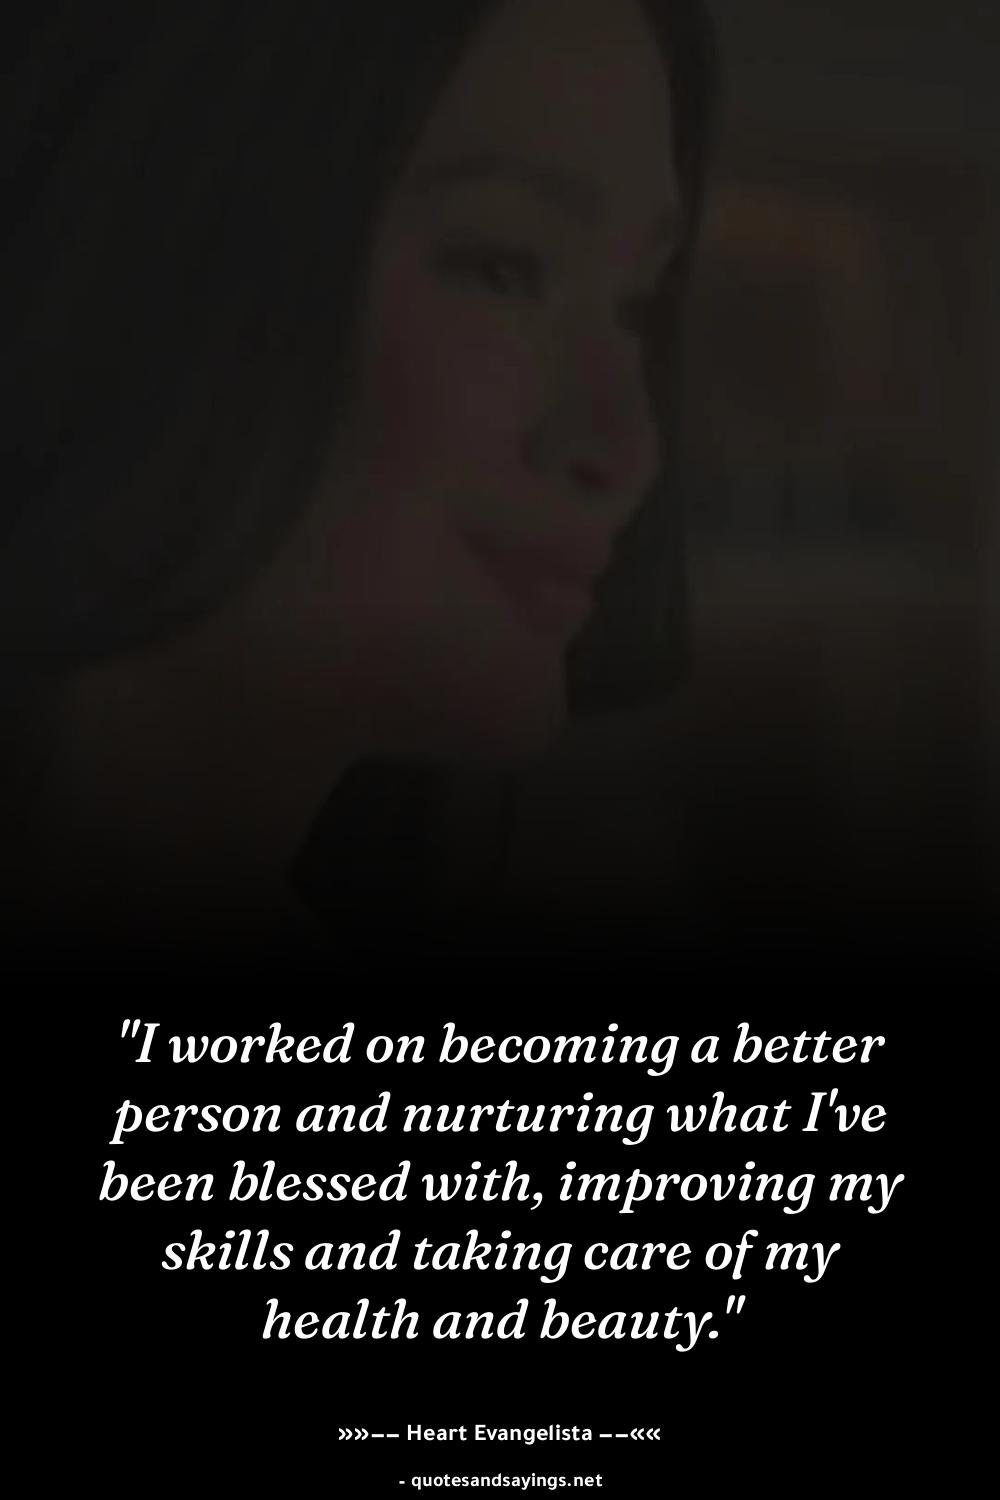 "I worked on becoming a better
person and nurturing what I've
been blessed with, improving my
skills and taking care of my
health and beauty."
»»–– Heart Evangelista ––««
- quotesandsayings.net